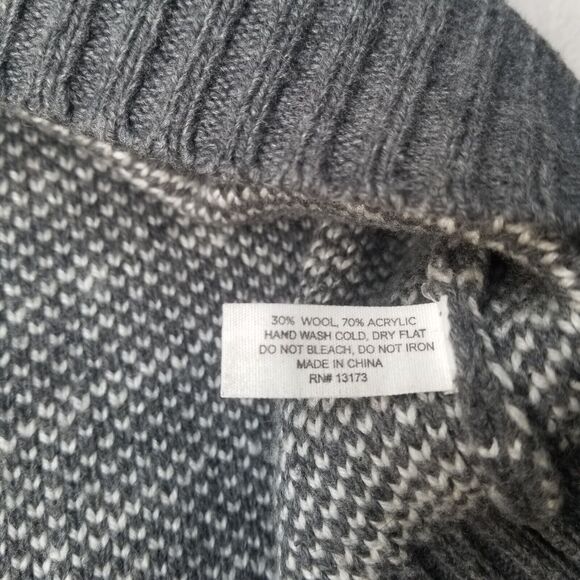 30% WOOL, 70% ACRYLIC
HAND WASH COLD, DRY FLAT
DO NOT BLEACH, DO NOT IRON
MADE IN CHINA
RN# 13173